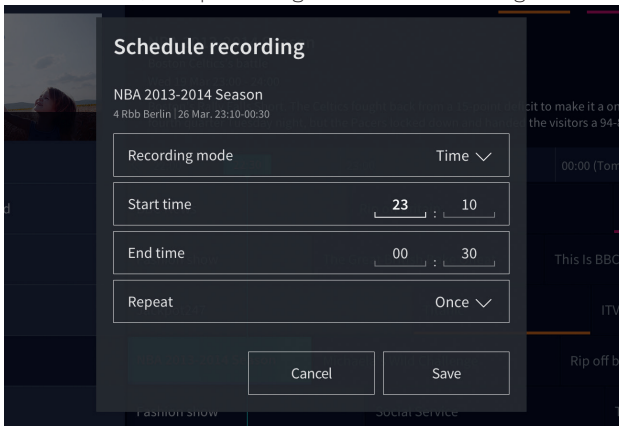 Schedule recording
NBA 2013-2014 Season
4 Rbb Berlin | 26 Mar. 23:10-00:30
cit to make it a on
the visitors a 94-8
Recording mode
Time
00:00 (Tom
Start time
23 : 10
d
End time
00 : 30
This Is BBC
Repeat
Once
ITV
Cancel
Save
Rip off b
Fashion show
Social Service